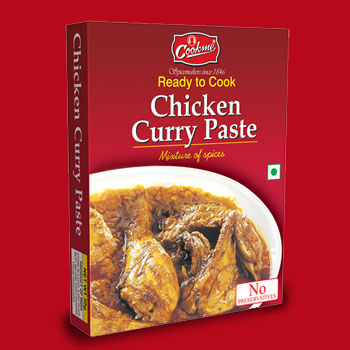 Cookme
Spicemakers since 1846
Ready to Cook
Chicken
Curry Paste
Mixture of spices
No
PRESERVATIVES
Chicken Curry Paste